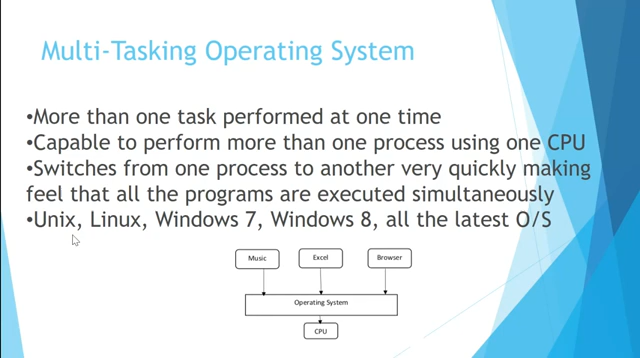 Multi-Tasking Operating System
•More than one task performed at one time
•Capable to perform more than one process using one CPU
•Switches from one process to another very quickly making
feel that all the programs are executed simultaneously
•Unix, Linux, Windows 7, Windows 8, all the latest O/S
Music Excel Browser
Operating System
CPU